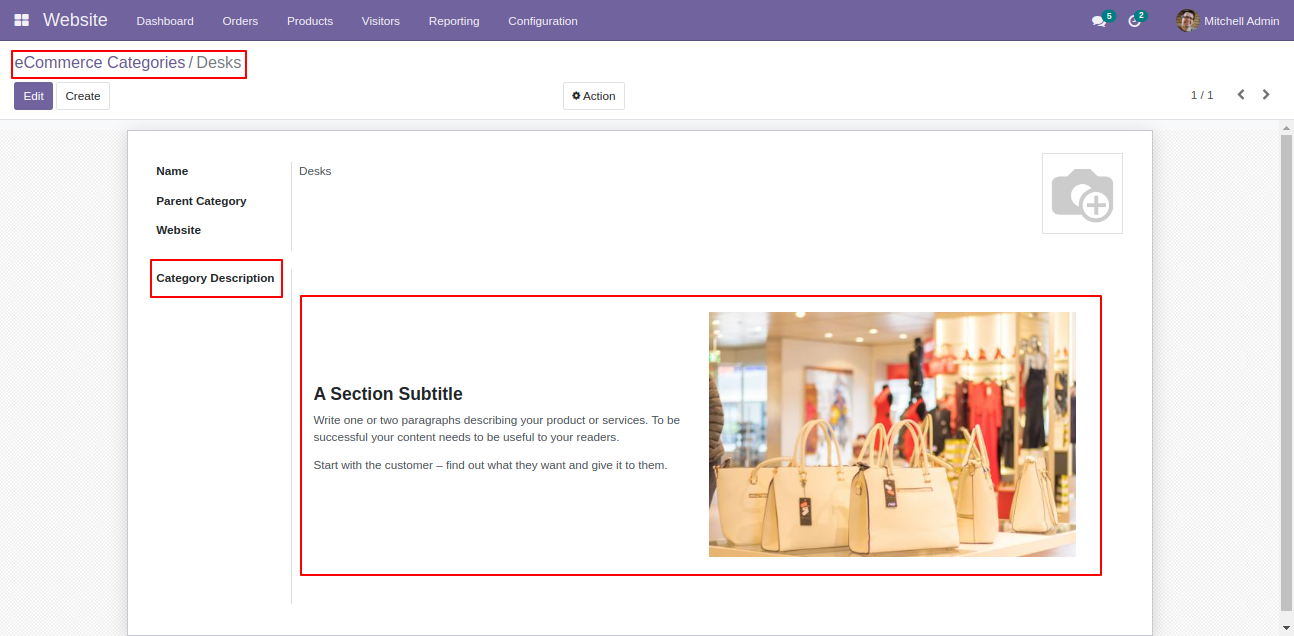 Website Dashboard Orders Products Visitors Reporting Configuration 5 2 Mitchell Admin
eCommerce Categories / Desks
Edit Create Action 1 / 1
Name Desks
Parent Category
Website
Category Description
A Section Subtitle
Write one or two paragraphs describing your product or services. To be
successful your content needs to be useful to your readers.
Start with the customer – find out what they want and give it to them.